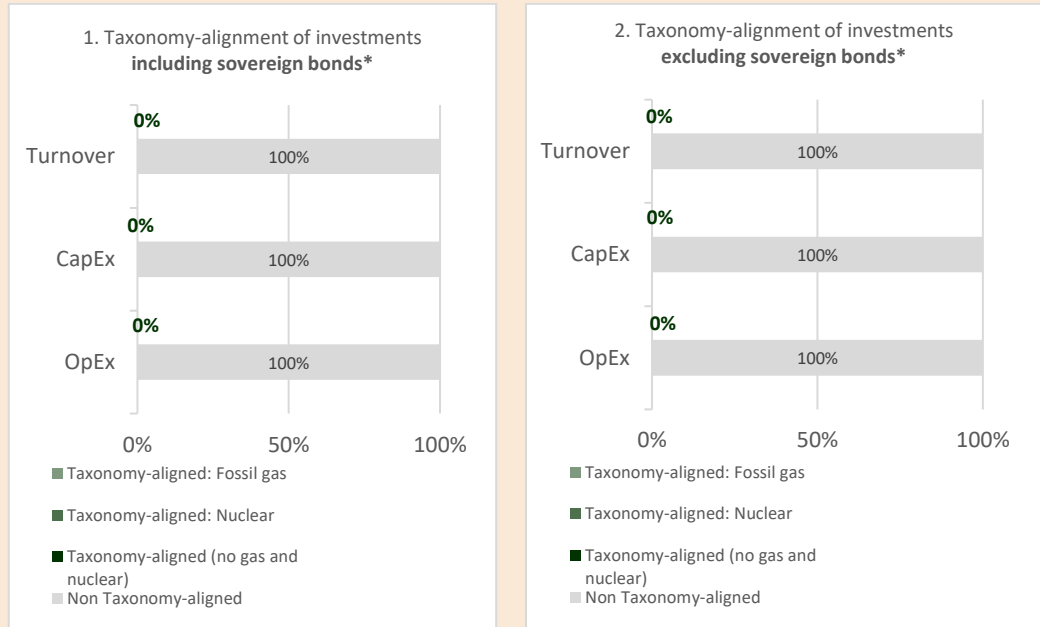 1. Taxonomy-alignment of investments
including sovereign bonds*
0%
Turnover
100%
0%
CapEx
100%
0%
OpEx
100%
0%
50%
100%
Taxonomy-aligned: Fossil gas
Taxonomy-aligned: Nuclear
Taxonomy-aligned (no gas and
nuclear)
Non Taxonomy-aligned
2. Taxonomy-alignment of investments
excluding sovereign bonds*
0%
Turnover
100%
0%
CapEx
100%
0%
OpEx
100%
0%
50%
100%
Taxonomy-aligned: Fossil gas
Taxonomy-aligned: Nuclear
Taxonomy-aligned (no gas and
nuclear)
Non Taxonomy-aligned